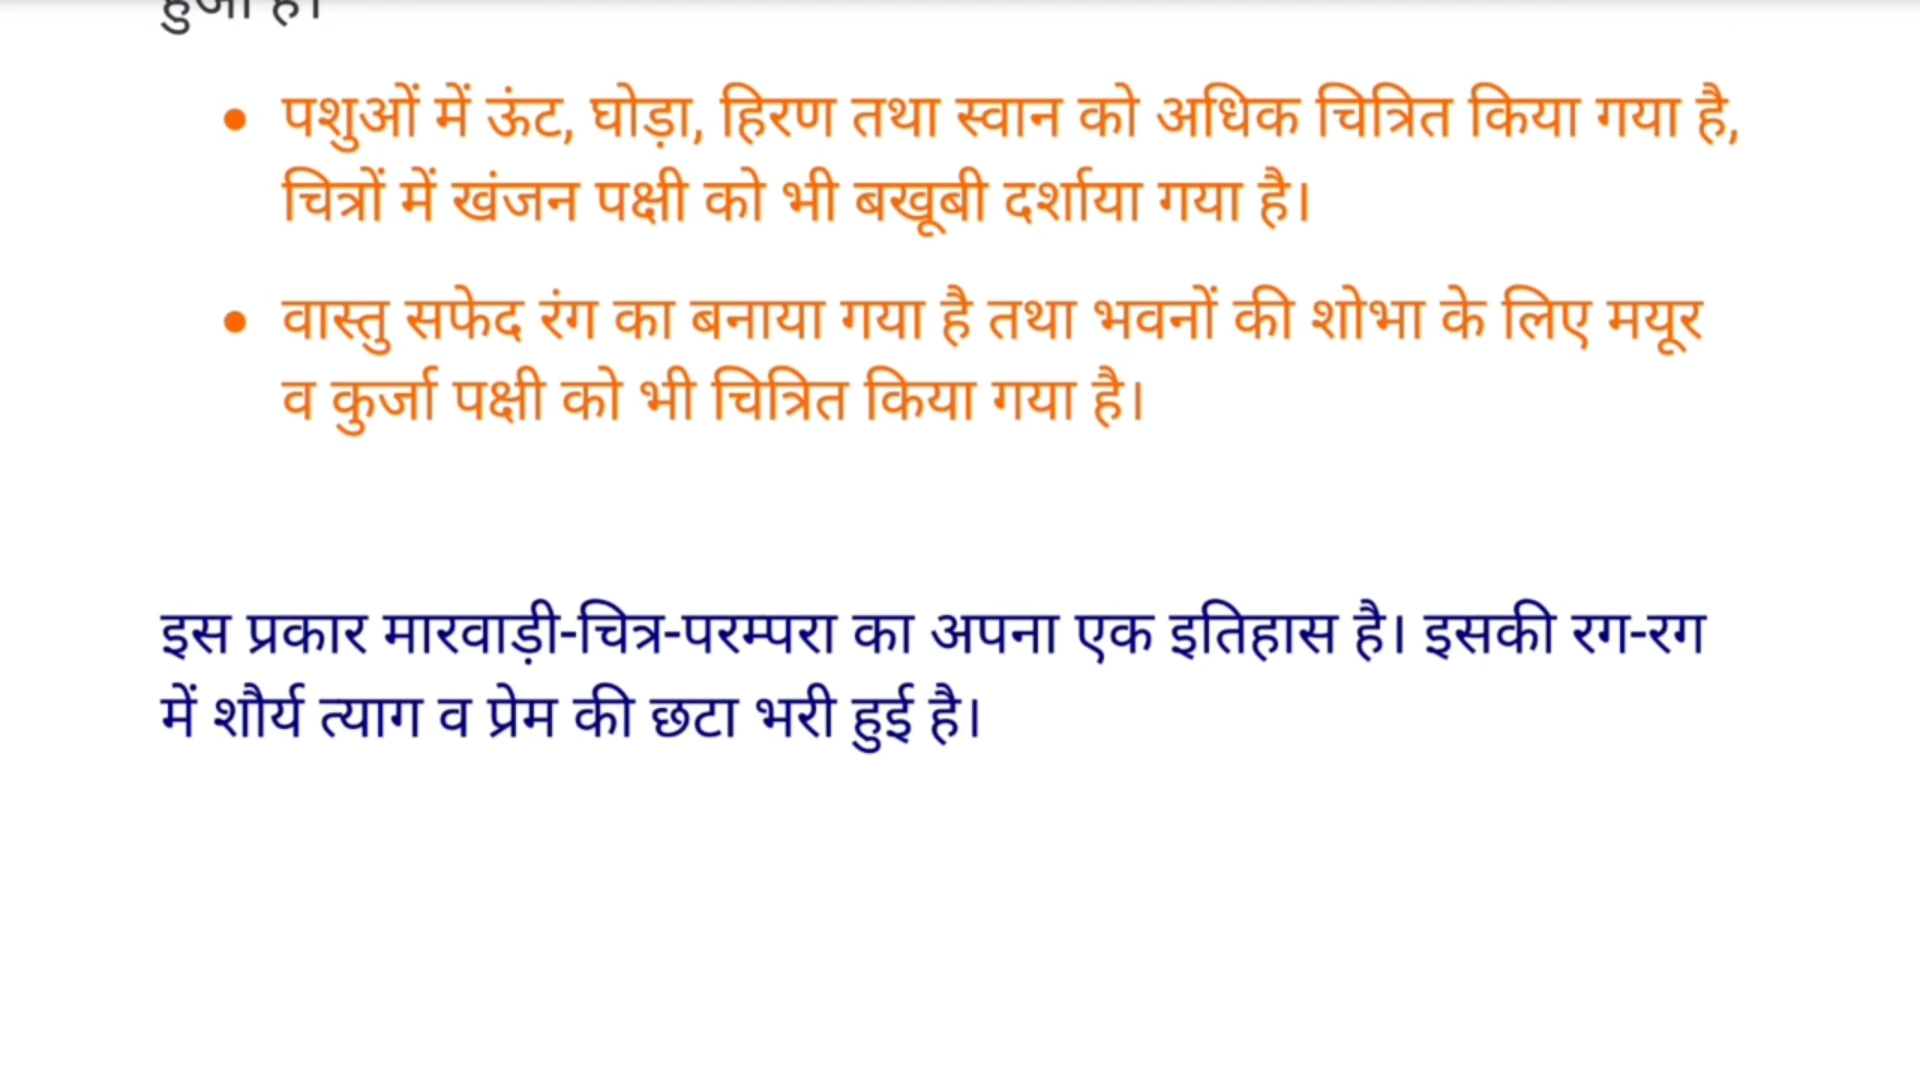 हुआ है।
• पशुओं में ऊंट, घोड़ा, हिरण तथा स्वान को अधिक चित्रित किया गया है,
चित्रों में खंजन पक्षी को भी बखूबी दर्शाया गया है।
• वास्तु सफेद रंग का बनाया गया है तथा भवनों की शोभा के लिए मयूर
व कुर्जा पक्षी को भी चित्रित किया गया है।
इस प्रकार मारवाड़ी-चित्र-परम्परा का अपना एक इतिहास है। इसकी रग-रग
में शौर्य त्याग व प्रेम की छटा भरी हुई है।